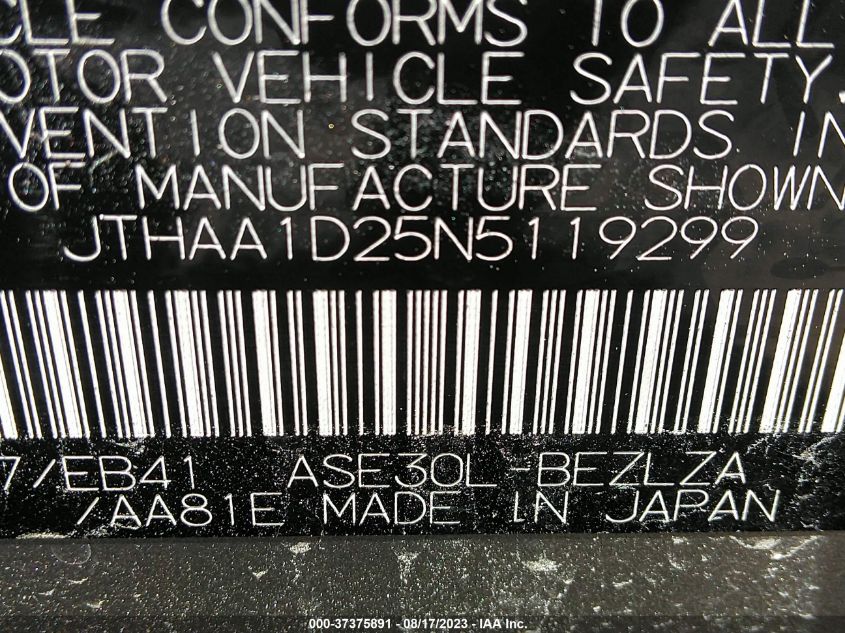 CLE CONFORMS TO ALL
OTOR VEHICLE SAFETY,
VENTION STANDARDS IN
OF MANUFACTURE SHOWN
JTHAA1D25N5119299
7/EB41 ASE30L-BEZLZA
/AA81E MADE IN JAPAN
000-37375891 - 08/17/2023 - IAA Inc.